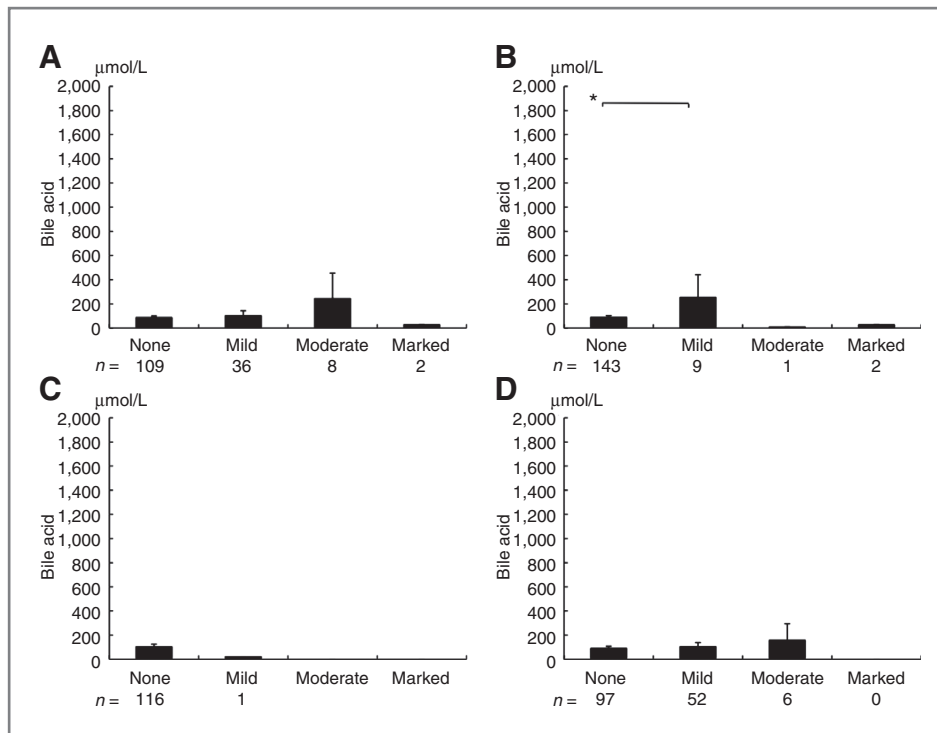 A
μmol/L
2,000
1,800
1,600
1,400
1,200
1,000
800
600
400
200
0
Bile acid
None Mild Moderate Marked
n = 109 36 8 2
B
μmol/L
2,000
1,800
1,600
1,400
1,200
1,000
800
600
400
200
0
Bile acid
*
None Mild Moderate Marked
n = 143 9 1 2
C
μmol/L
2,000
1,800
1,600
1,400
1,200
1,000
800
600
400
200
0
Bile acid
None Mild Moderate Marked
n = 116 1
D
μmol/L
2,000
1,800
1,600
1,400
1,200
1,000
800
600
400
200
0
Bile acid
None Mild Moderate Marked
n = 97 52 6 0